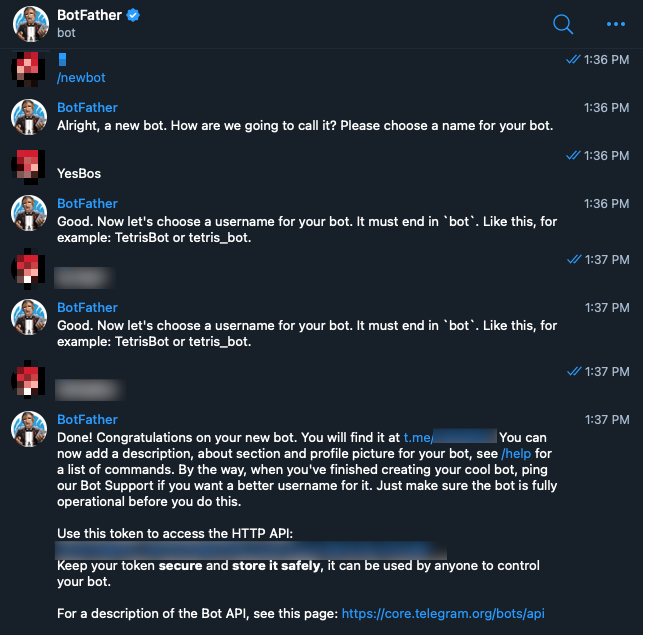 BotFather
bot
1:36 PM
/newbot
BotFather 1:36 PM
Alright, a new bot. How are we going to call it? Please choose a name for your bot.
1:36 PM
YesBos
BotFather 1:36 PM
Good. Now let's choose a username for your bot. It must end in `bot`. Like this, for
example: TetrisBot or tetris_bot.
1:37 PM
BotFather 1:37 PM
Good. Now let's choose a username for your bot. It must end in `bot`. Like this, for
example: TetrisBot or tetris_bot.
1:37 PM
BotFather 1:37 PM
Done! Congratulations on your new bot. You will find it at t.me/ You can
now add a description, about section and profile picture for your bot, see /help for
a list of commands. By the way, when you've finished creating your cool bot, ping
our Bot Support if you want a better username for it. Just make sure the bot is fully
operational before you do this.
Use this token to access the HTTP API:
Keep your token secure and store it safely, it can be used by anyone to control
your bot.
For a description of the Bot API, see this page: https://core.telegram.org/bots/api